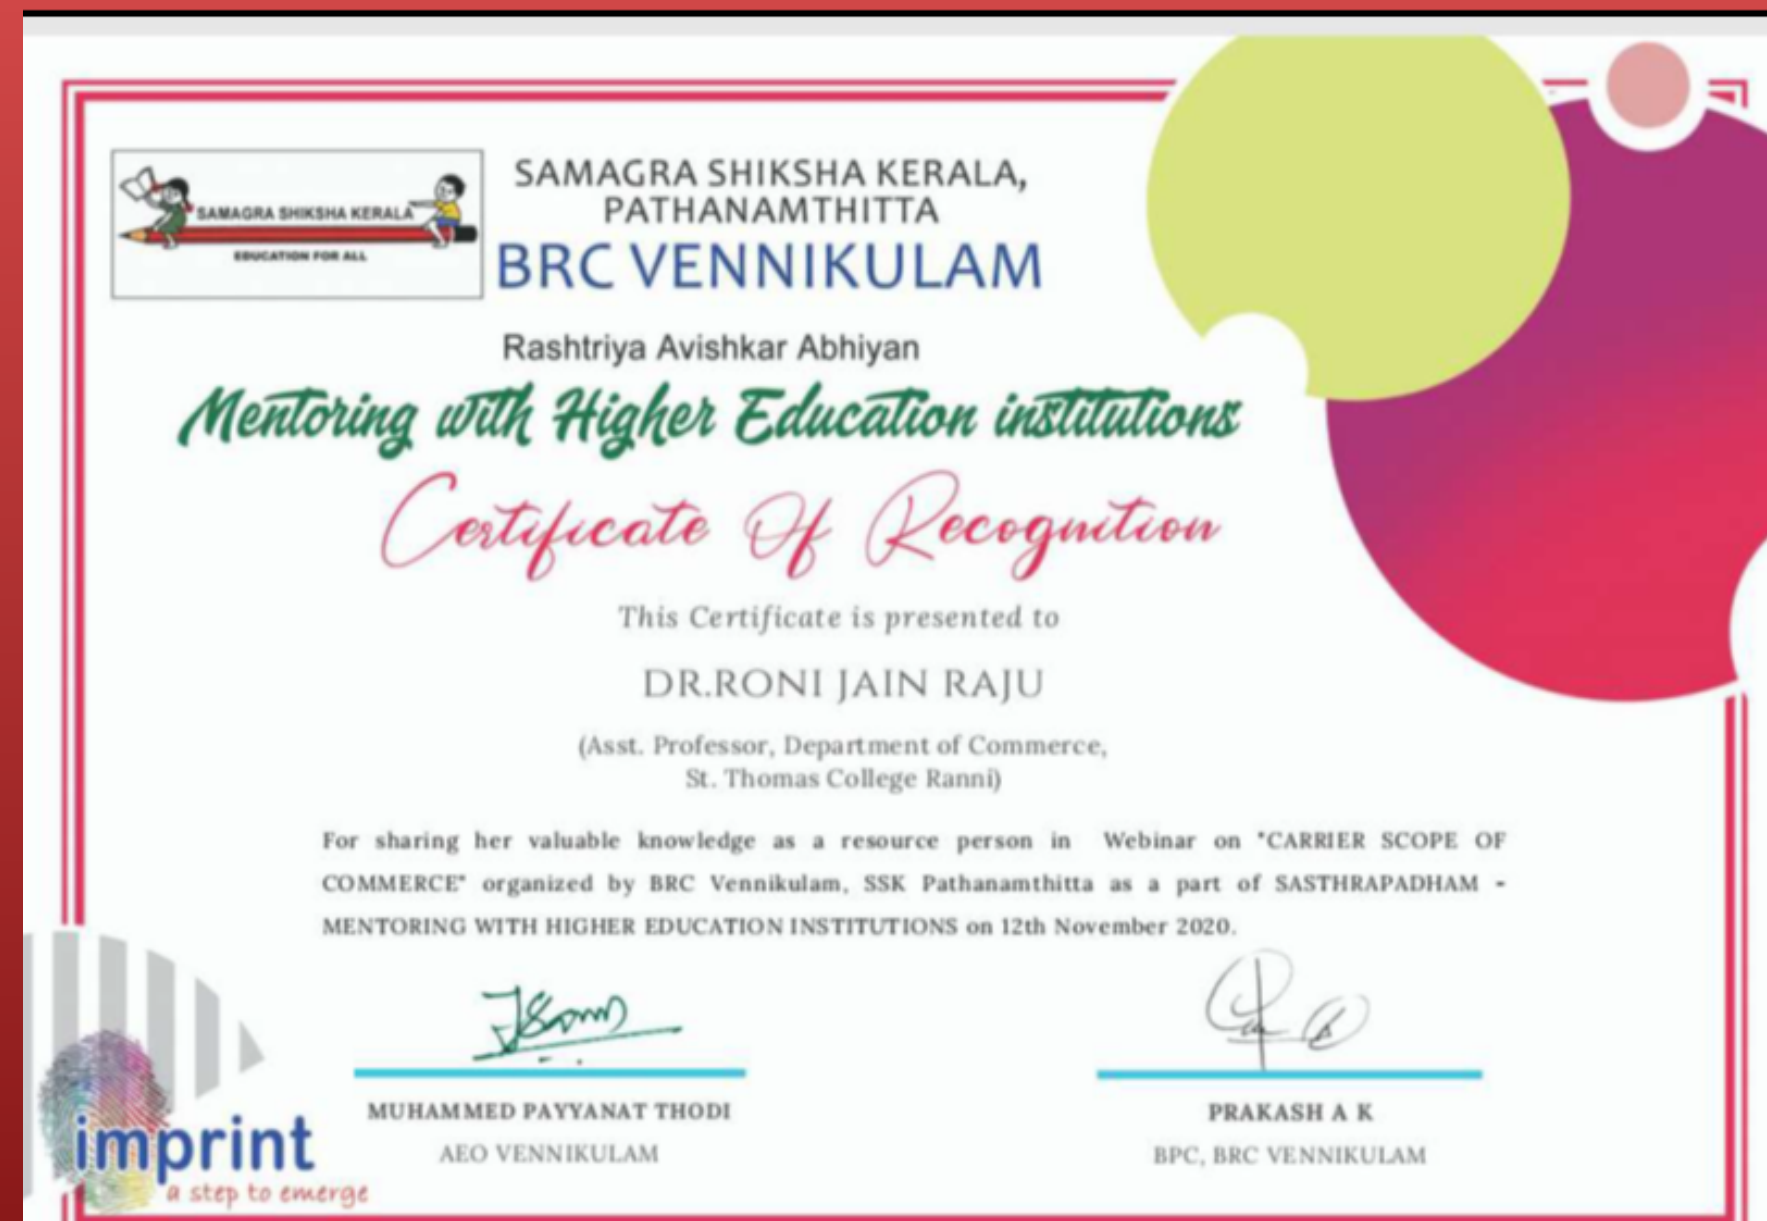 SAMAGRA SHIKSHA KERALA
EDUCATION FOR ALL
SAMAGRA SHIKSHA KERALA,
PATHANAMTHITTA
BRC VENNIKULAM
Rashtriya Avishkar Abhiyan
Mentoring with Higher Education institutions
Certificate Of Recognition
This Certificate is presented to
DR.RONI JAIN RAJU
(Asst. Professor, Department of Commerce,
St. Thomas College Ranni)
For sharing her valuable knowledge as a resource person in Webinar on "CARRIER SCOPE OF
COMMERCE" organized by BRC Vennikulam, SSK Pathanamthitta as a part of SASTHRAPADHAM -
MENTORING WITH HIGHER EDUCATION INSTITUTIONS on 12th November 2020.
MUHAMMED PAYYANAT THODI
AEO VENNIKULAM
PRAKASH A K
BPC, BRC VENNIKULAM
imprint
a step to emerge